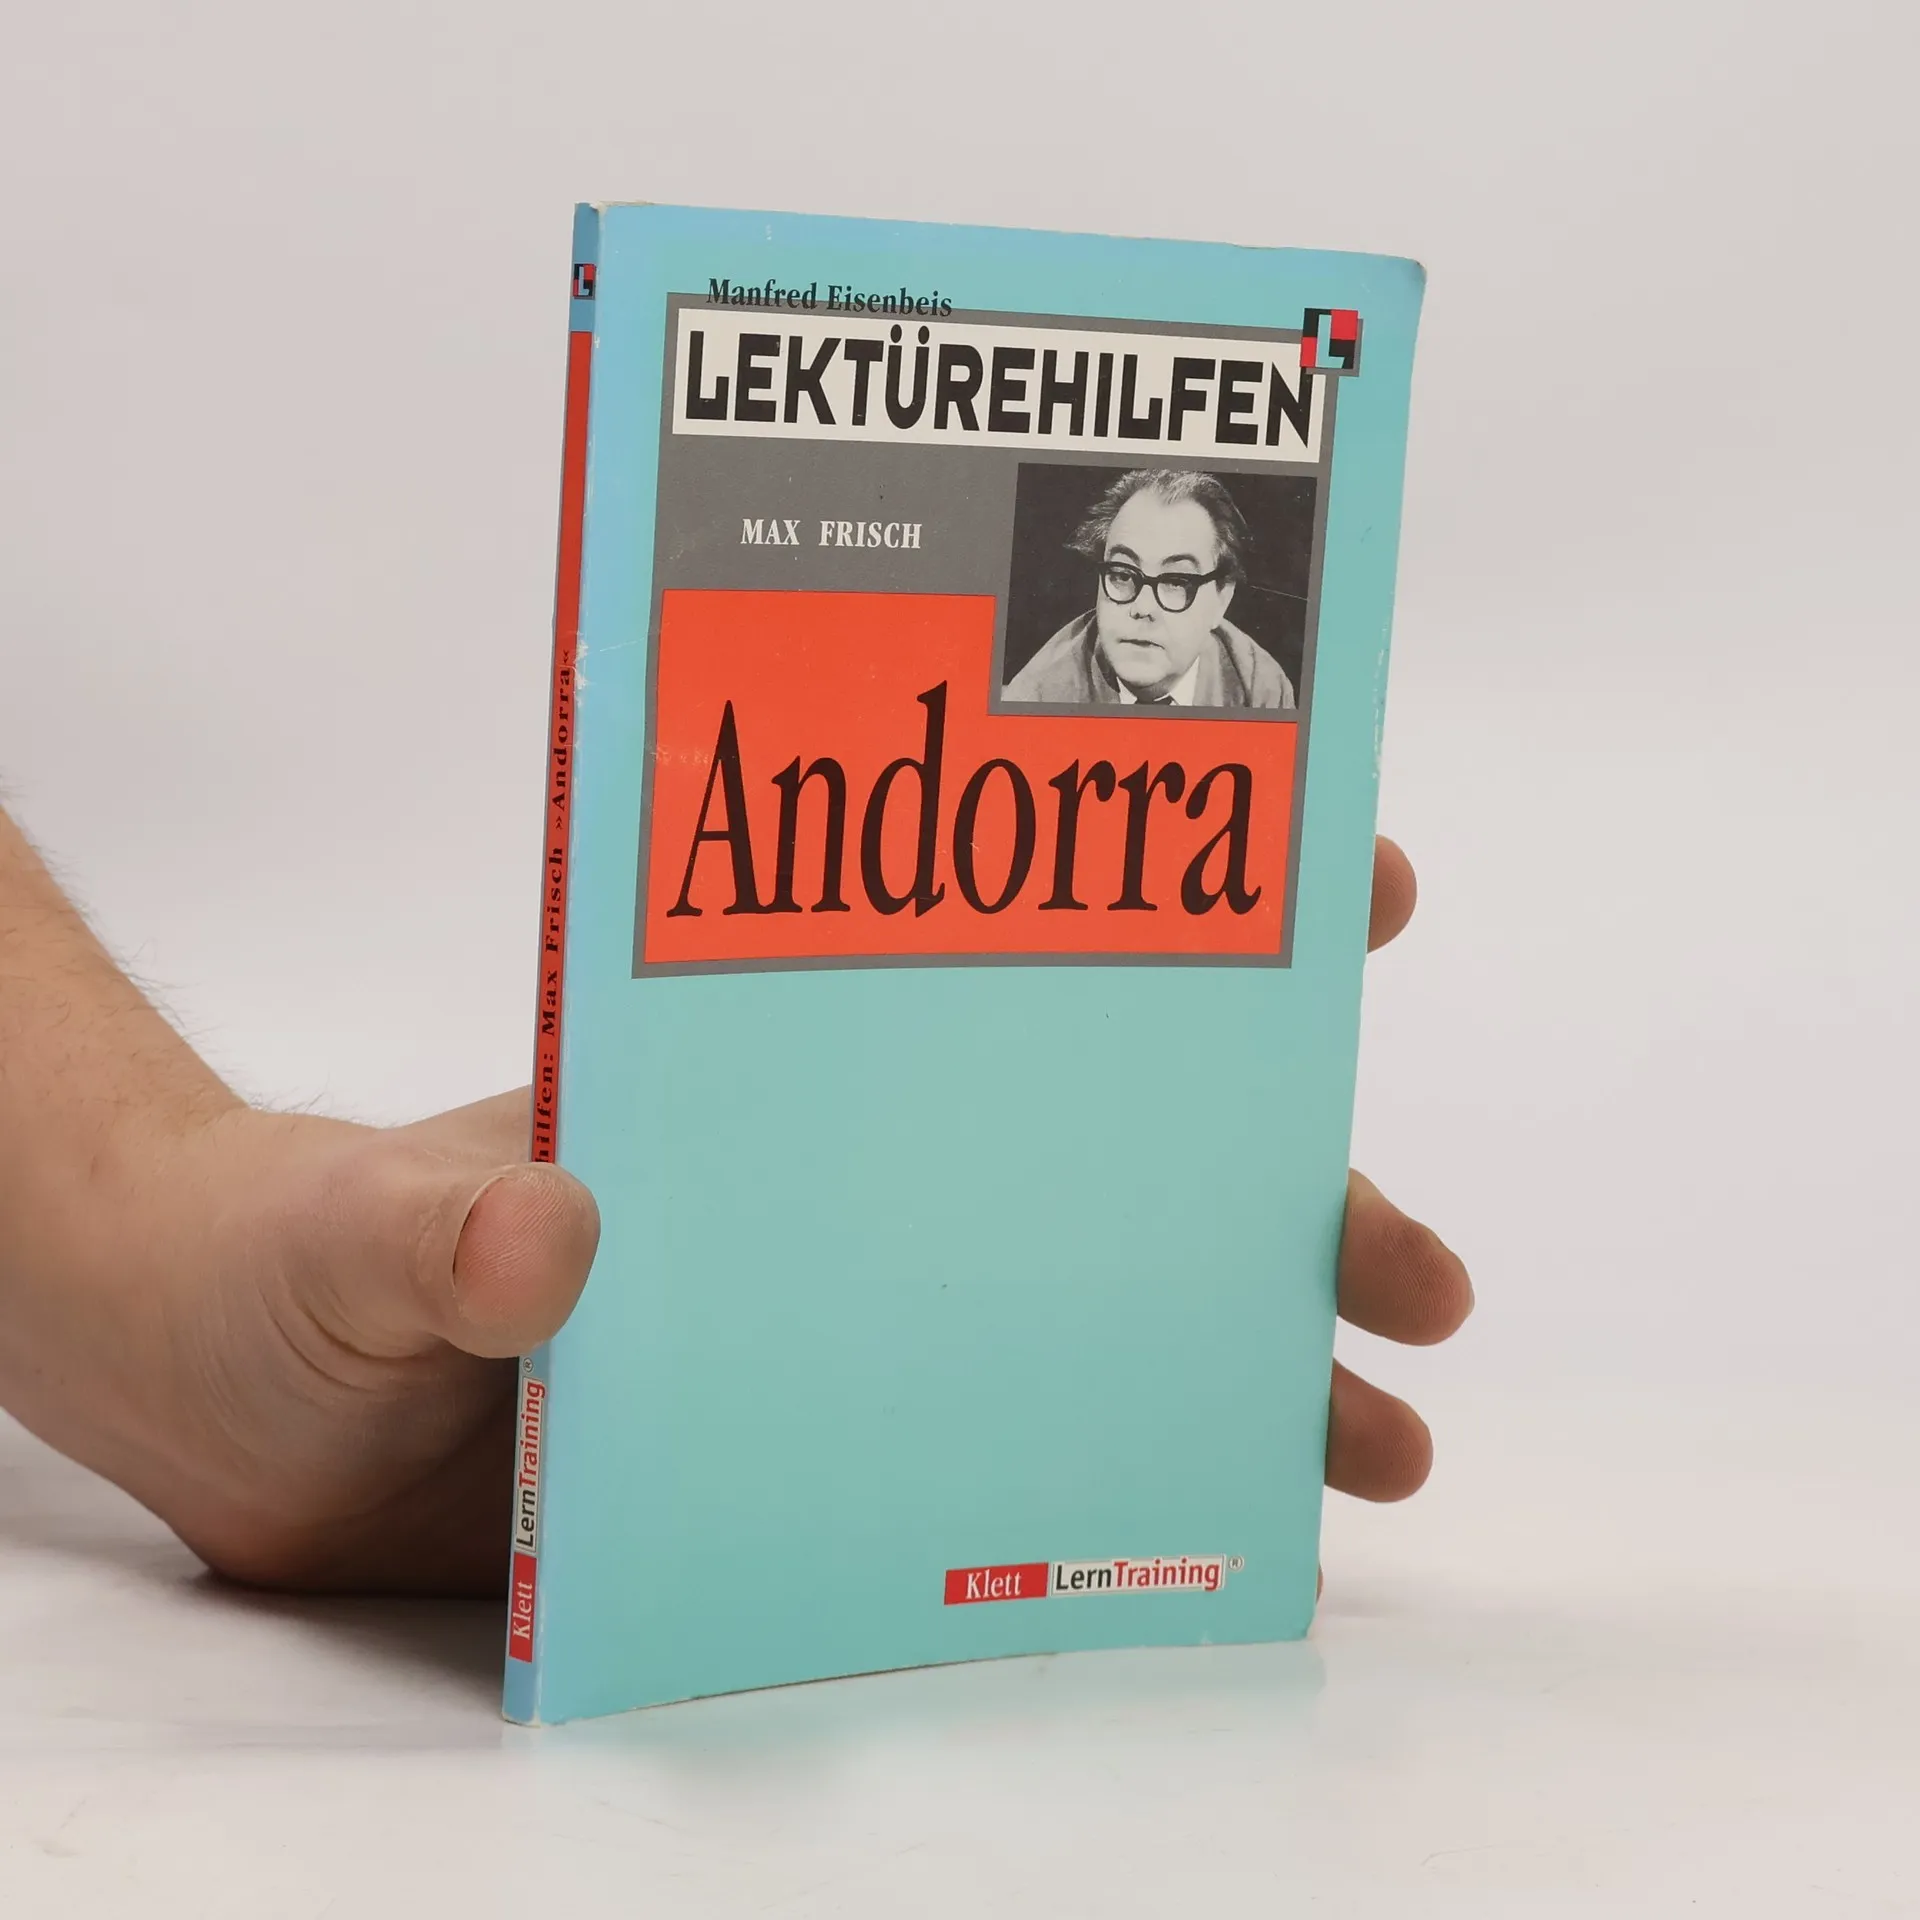 Manfred Eisenbeis
LEKTÜREHILFEN
MAX FRISCH
Andorra
Klett LernTraining®
hilfen: Max Frisch »Andorra«
Klett LernTraining®